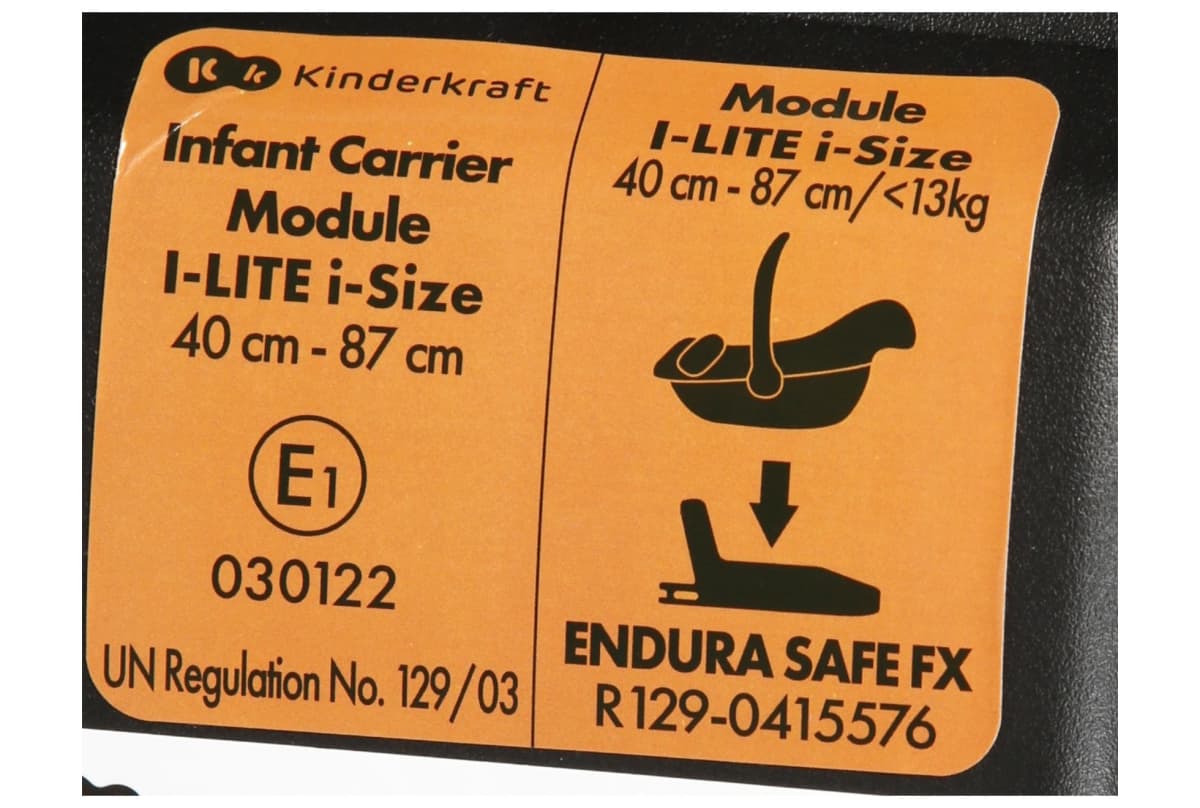 Kinderkraft
Infant Carrier
Module
I-LITE i-Size
40 cm - 87 cm
E1
030122
UN Regulation No. 129/03
Module
I-LITE i-Size
40 cm - 87 cm/<13kg
ENDURA SAFE FX
R129-0415576